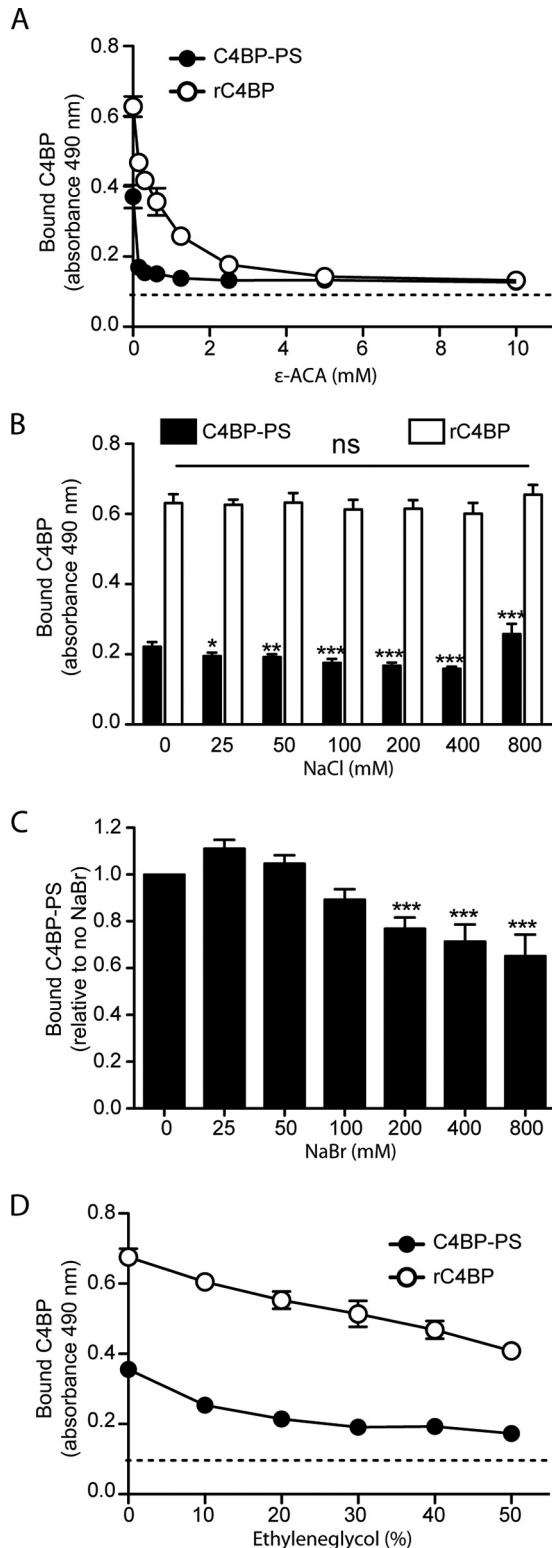 A
C4BP-PS
rC4BP
Bound C4BP
(absorbance 490 nm)
0.8
0.6
0.4
0.2
0.0
0 2 4 6 8 10
ε-ACA (mM)
B
C4BP-PS rC4BP
ns
Bound C4BP
(absorbance 490 nm)
0.8
0.6
0.4
0.2
0.0
* ** *** *** *** ***
0 25 50 100 200 400 800
NaCl (mM)
C
Bound C4BP-PS
(relative to no NaBr)
1.2
1.0
0.8
0.6
0.4
0.2
0.0
*** *** ***
0 25 50 100 200 400 800
NaBr (mM)
D
C4BP-PS
rC4BP
Bound C4BP
(absorbance 490 nm)
0.8
0.6
0.4
0.2
0.0
0 10 20 30 40 50
Ethyleneglycol (%)